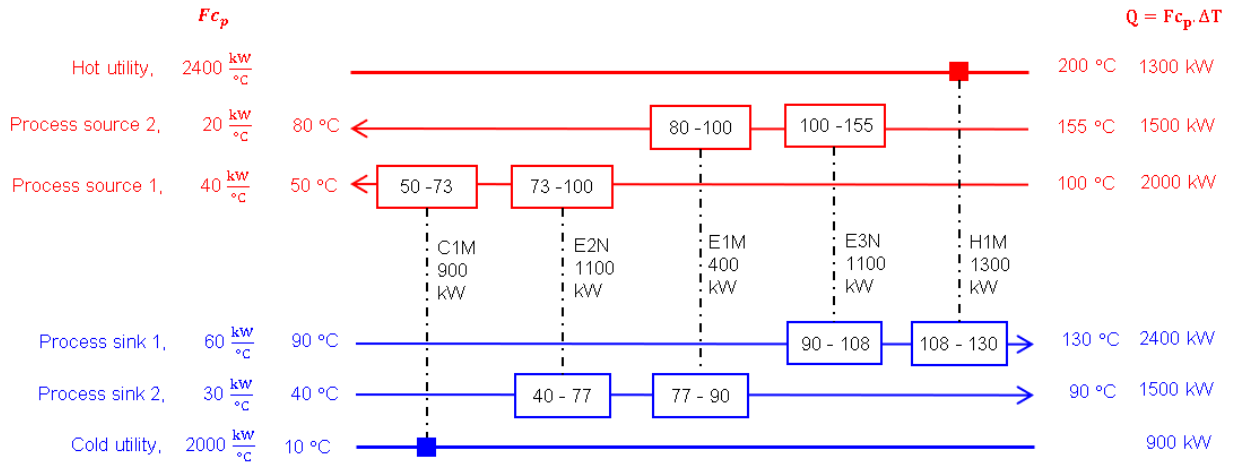 Fcₚ Q = Fcₚ.ΔT
Hot utility, 2400 kW/°C 200 °C 1300 kW
Process source 2, 20 kW/°C 80 °C 80 -100 100 -155 155 °C 1500 kW
Process source 1, 40 kW/°C 50 °C 50 -73 73 -100 100 °C 2000 kW
C1M E2N E1M E3N H1M
900 1100 400 1100 1300
kW kW kW kW kW
Process sink 1, 60 kW/°C 90 °C 90 - 108 108 - 130 130 °C 2400 kW
Process sink 2, 30 kW/°C 40 °C 40 - 77 77 - 90 90 °C 1500 kW
Cold utility, 2000 kW/°C 10 °C 900 kW